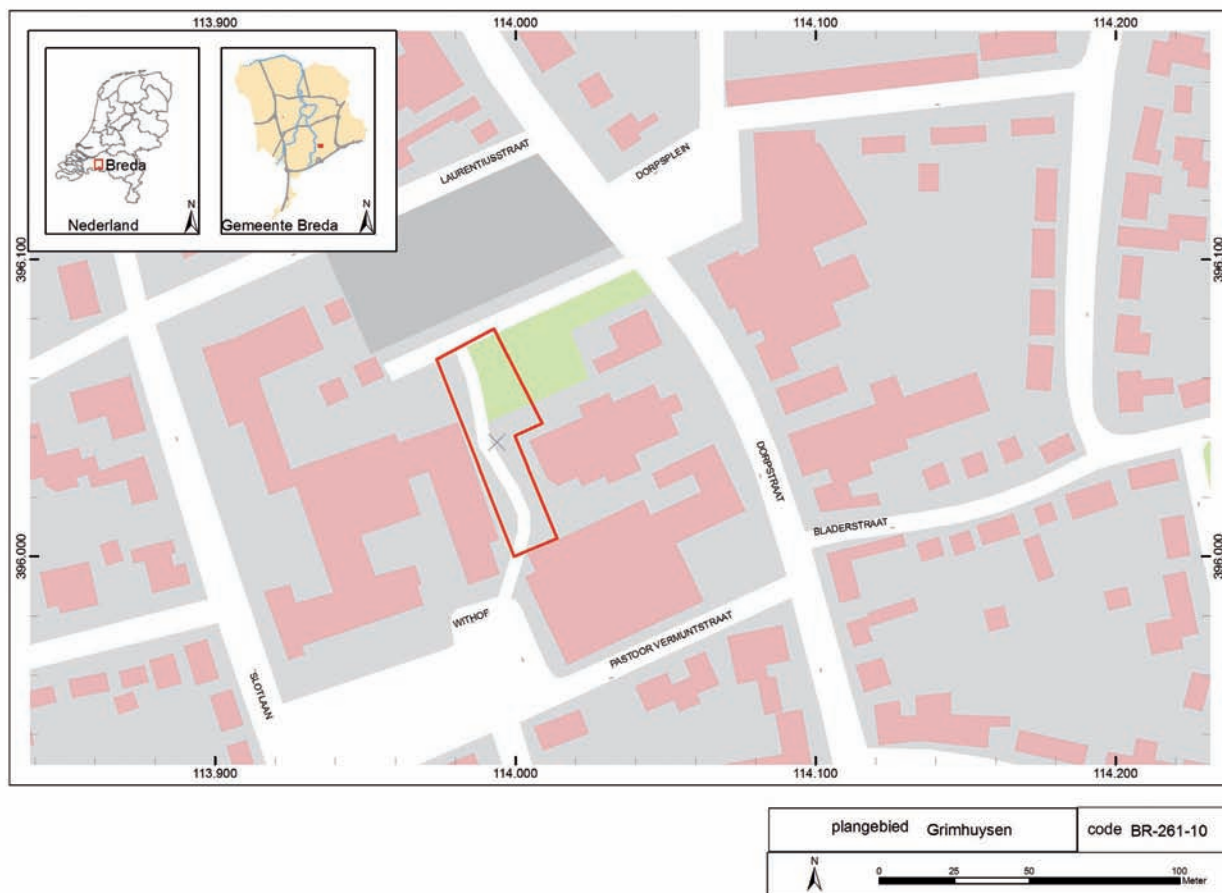 113.900
114.000
114.100
114.200
Breda
Nederland
N
Gemeente Breda
N
LAURENTIUSSTRAAT
DORPSPLEIN
396.100
396.100
DORPSTRAAT
BLADERSTRAAT
396.000
396.000
WITHOF
PASTOOR VERMUNTSTRAAT
SLOTLAAN
113.900
114.000
114.100
114.200
plangebied Grimhuysen
code BR-261-10
N
0 25 50 100
Meter